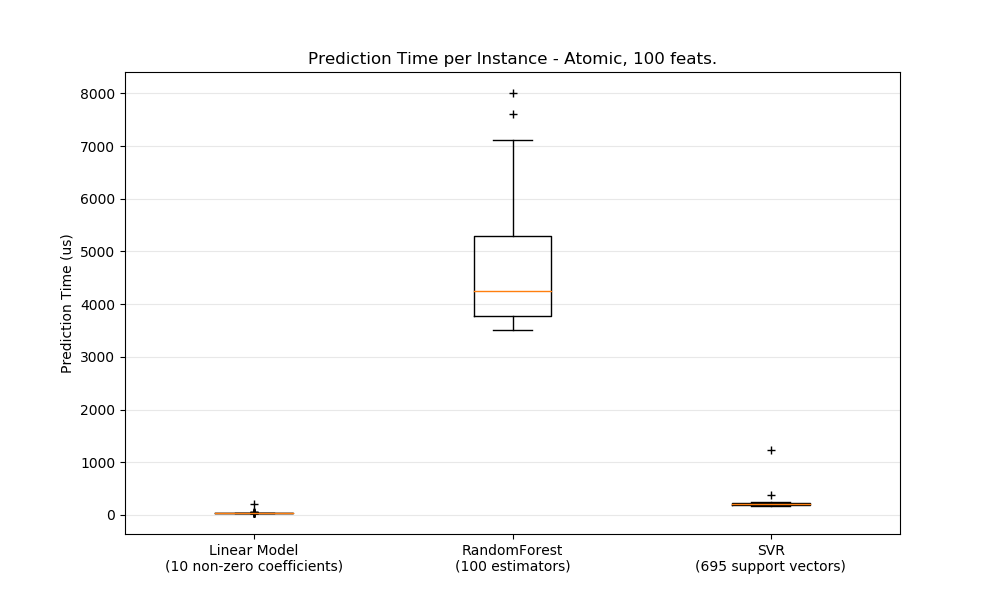 Prediction Time per Instance - Atomic, 100 feats.
Prediction Time (us)
8000
7000
6000
5000
4000
3000
2000
1000
0
Linear Model
(10 non-zero coefficients)
RandomForest
(100 estimators)
SVR
(695 support vectors)